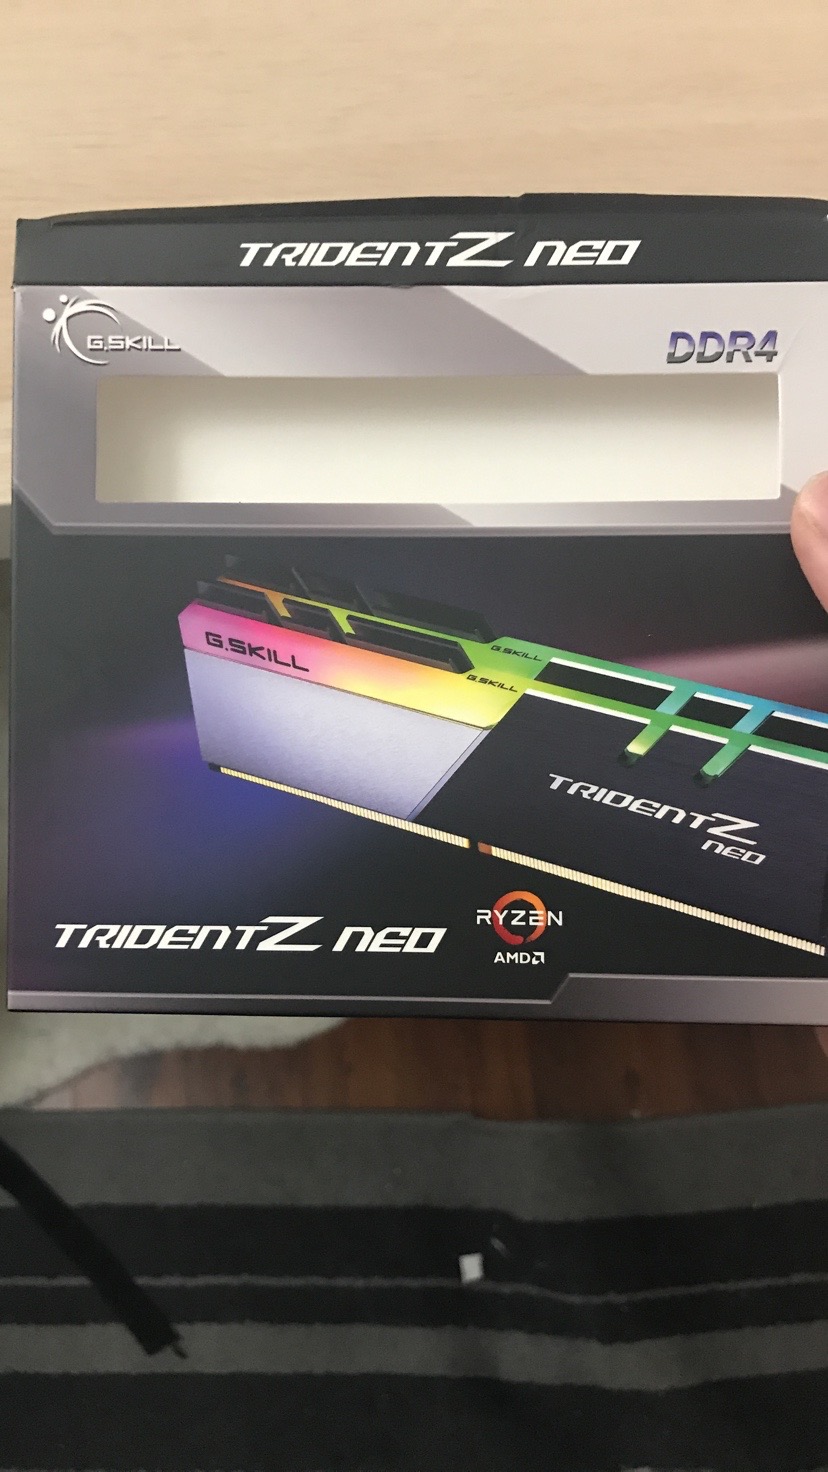 TRIDENTZ NEO
G.SKILL
DDR4
G.SKILL
G.SKILL
G.SKILL
TRIDENTZ
NEO
TRIDENTZ NEO
RYZEN
AMD